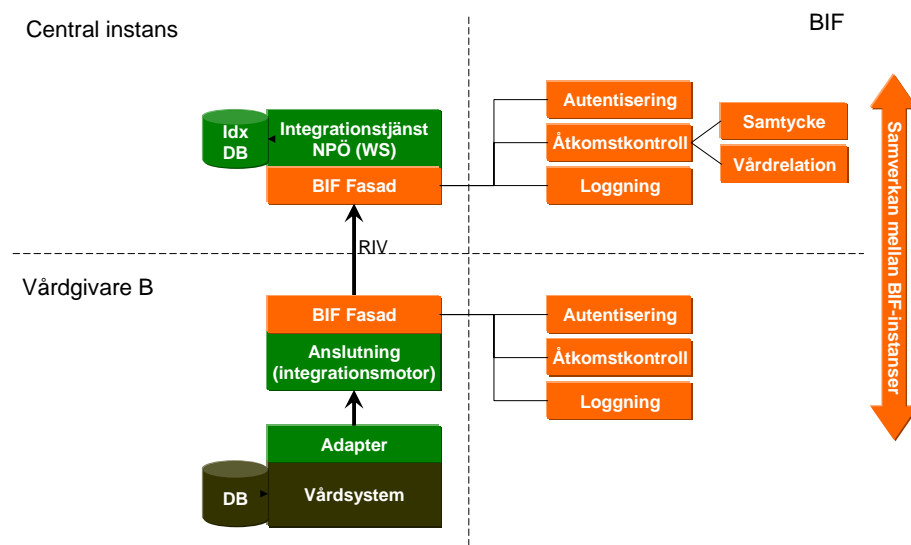 Central instans
BIF
Idx
DB
Integrationstjänst
NPÖ (WS)
BIF Fasad
Autentisering
Åtkomstkontroll
Loggning
Samtycke
Vårdrelation
Samverkan mellan BIF-instanser
RIV
Vårdgivare B
BIF Fasad
Anslutning
(integrationsmotor)
Autentisering
Åtkomstkontroll
Loggning
Adapter
DB
Vårdsystem